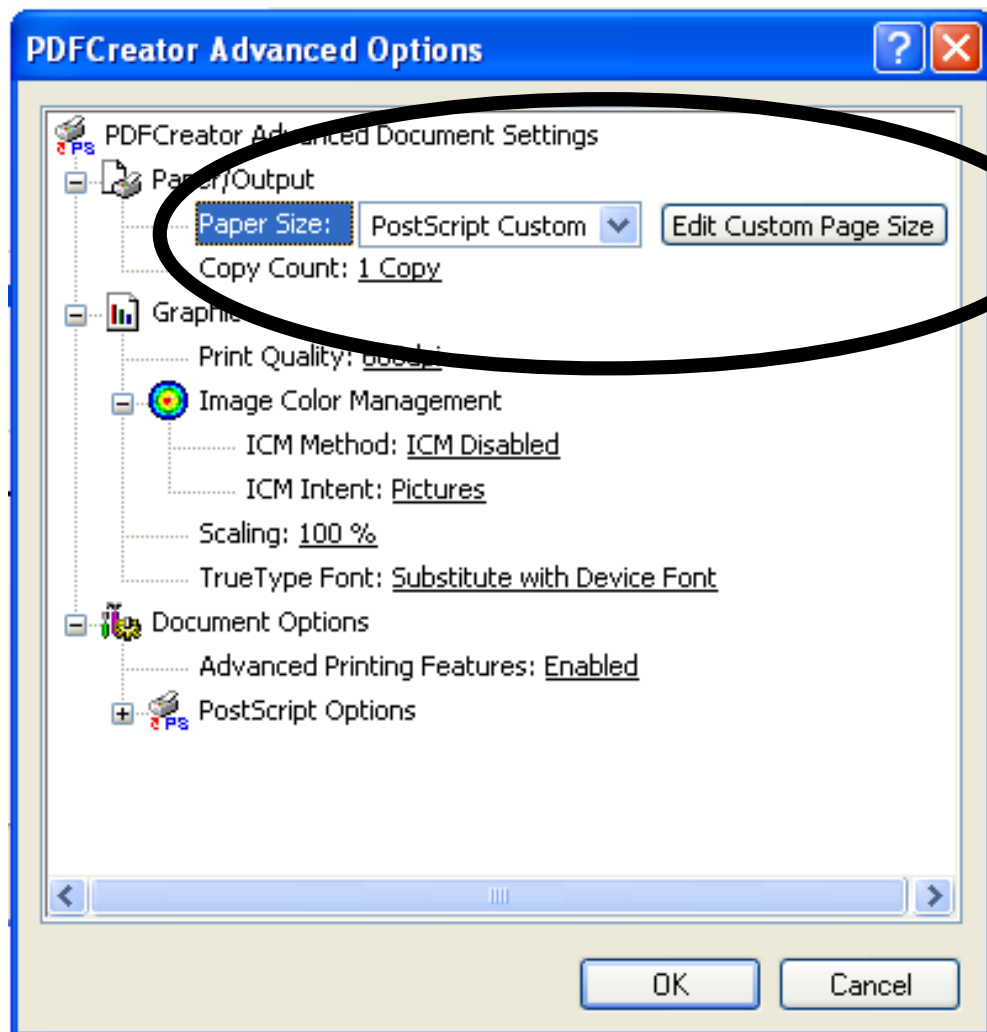 PDFCreator Advanced Options
PDFCreator Advanced Document Settings
Paper/Output
Paper Size: PostScript Custom Edit Custom Page Size
Copy Count: 1 Copy
Print Quality: 600dpi
Image Color Management
ICM Method: ICM Disabled
ICM Intent: Pictures
Scaling: 100 %
TrueType Font: Substitute with Device Font
Document Options
Advanced Printing Features: Enabled
PostScript Options
OK Cancel